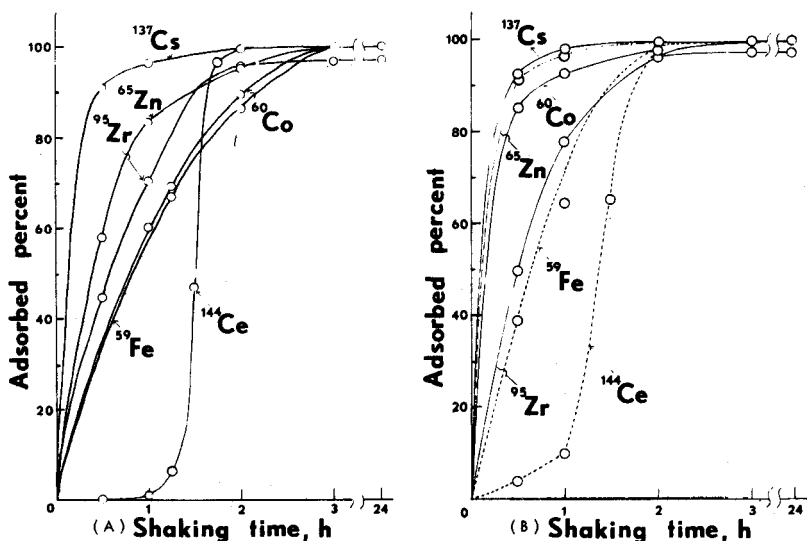 100
80
60
40
20
0
Adsorbed percent
¹³⁷Cs
⁶⁵Zn
⁹⁵Zr
⁶⁰Co
⁵⁹Fe
¹⁴⁴Ce
1 2 3 24
(A) Shaking time, h
100
80
60
40
20
0
Adsorbed percent
¹³⁷Cs
⁶⁰Co
⁶⁵Zn
⁵⁹Fe
⁹⁵Zr
¹⁴⁴Ce
1 2 3 24
(B) Shaking time, h